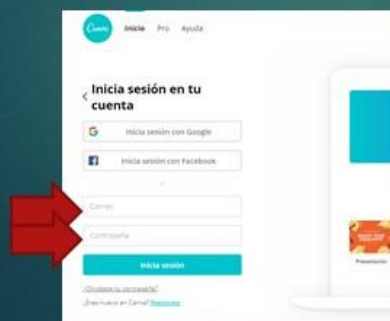 Canva
Inicio Pro Ayuda
Inicia sesión en tu
cuenta
Inicia sesión con Google
Inicia sesión con Facebook
Correo
Contraseña
Inicia sesión
¿Olvidaste tu contraseña?
¿Eres nuevo en Canva? Regístrate
Presentación